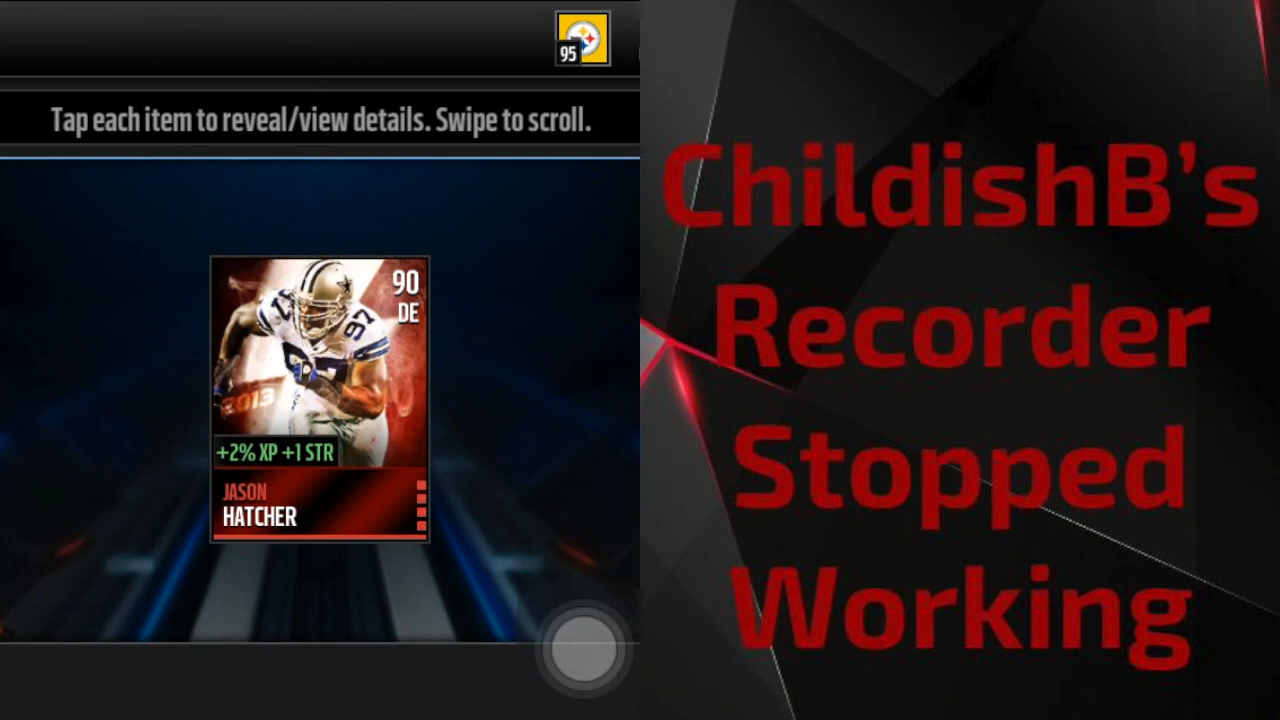 95
Tap each item to reveal/view details. Swipe to scroll.
90
DE
97
2013
+2% XP +1 STR
JASON
HATCHER
ChildishB's
Recorder
Stopped
Working